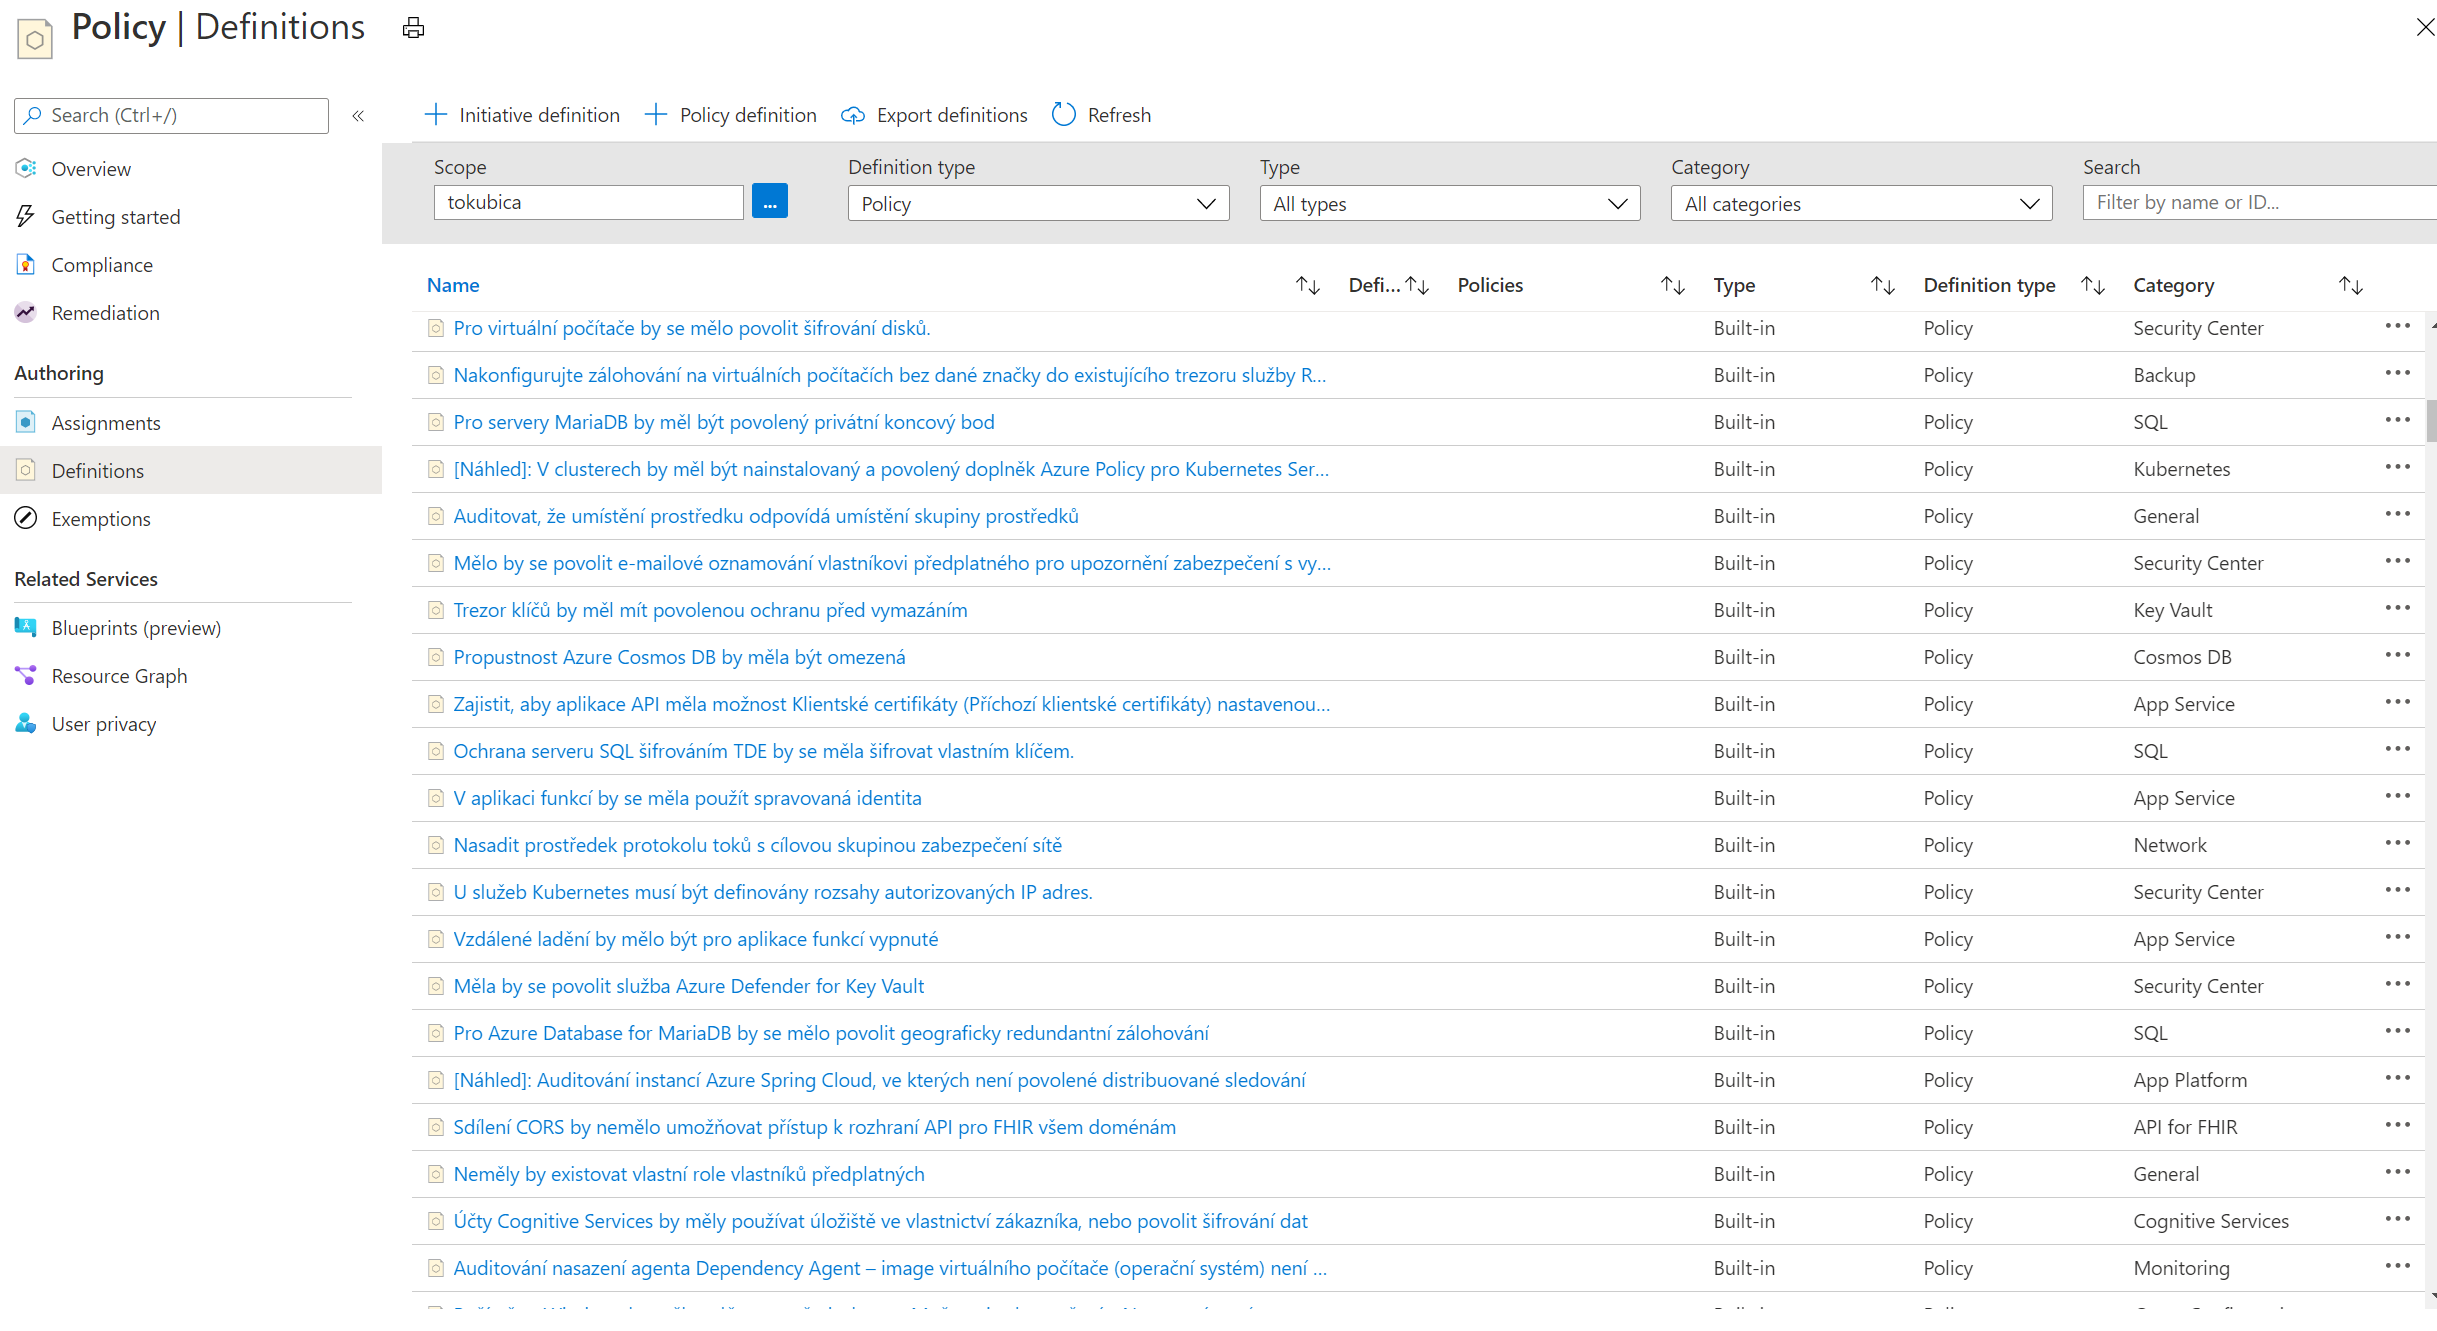 Policy | Definitions
Search (Ctrl+/)
«
Overview
Getting started
Compliance
Remediation
Authoring
Assignments
Definitions
Exemptions
Related Services
Blueprints (preview)
Resource Graph
User privacy
Initiative definition Policy definition Export definitions Refresh
Scope Definition type Type Category Search
tokubica ... Policy All types All categories Filter by name or ID...
Name Defi... Policies Type Definition type Category
Pro virtuální počítače by se mělo povolit šifrování disků. Built-in Policy Security Center ...
Nakonfigurujte zálohování na virtuálních počítačích bez dané značky do existujícího trezoru služby R... Built-in Policy Backup ...
Pro servery MariaDB by měl být povolený privátní koncový bod Built-in Policy SQL ...
[Náhled]: V clusterech by měl být nainstalovaný a povolený doplněk Azure Policy pro Kubernetes Ser... Built-in Policy Kubernetes ...
Auditovat, že umístění prostředku odpovídá umístění skupiny prostředků Built-in Policy General ...
Mělo by se povolit e-mailové oznamování vlastníkovi předplatného pro upozornění zabezpečení s vy... Built-in Policy Security Center ...
Trezor klíčů by měl mít povolenou ochranu před vymazáním Built-in Policy Key Vault ...
Propustnost Azure Cosmos DB by měla být omezená Built-in Policy Cosmos DB ...
Zajistit, aby aplikace API měla možnost Klientské certifikáty (Příchozí klientské certifikáty) nastavenou... Built-in Policy App Service ...
Ochrana serveru SQL šifrováním TDE by se měla šifrovat vlastním klíčem. Built-in Policy SQL ...
V aplikaci funkcí by se měla použít spravovaná identita Built-in Policy App Service ...
Nasadit prostředek protokolu toků s cílovou skupinou zabezpečení sítě Built-in Policy Network ...
U služeb Kubernetes musí být definovány rozsahy autorizovaných IP adres. Built-in Policy Security Center ...
Vzdálené ladění by mělo být pro aplikace funkcí vypnuté Built-in Policy App Service ...
Měla by se povolit služba Azure Defender for Key Vault Built-in Policy Security Center ...
Pro Azure Database for MariaDB by se mělo povolit geograficky redundantní zálohování Built-in Policy SQL ...
[Náhled]: Auditování instancí Azure Spring Cloud, ve kterých není povolené distribuované sledování Built-in Policy App Platform ...
Sdílení CORS by nemělo umožňovat přístup k rozhraní API pro FHIR všem doménám Built-in Policy API for FHIR ...
Neměly by existovat vlastní role vlastníků předplatných Built-in Policy General ...
Účty Cognitive Services by měly používat úložiště ve vlastnictví zákazníka, nebo povolit šifrování dat Built-in Policy Cognitive Services ...
Auditování nasazení agenta Dependency Agent – image virtuálního počítače (operační systém) není ... Built-in Policy Monitoring ...